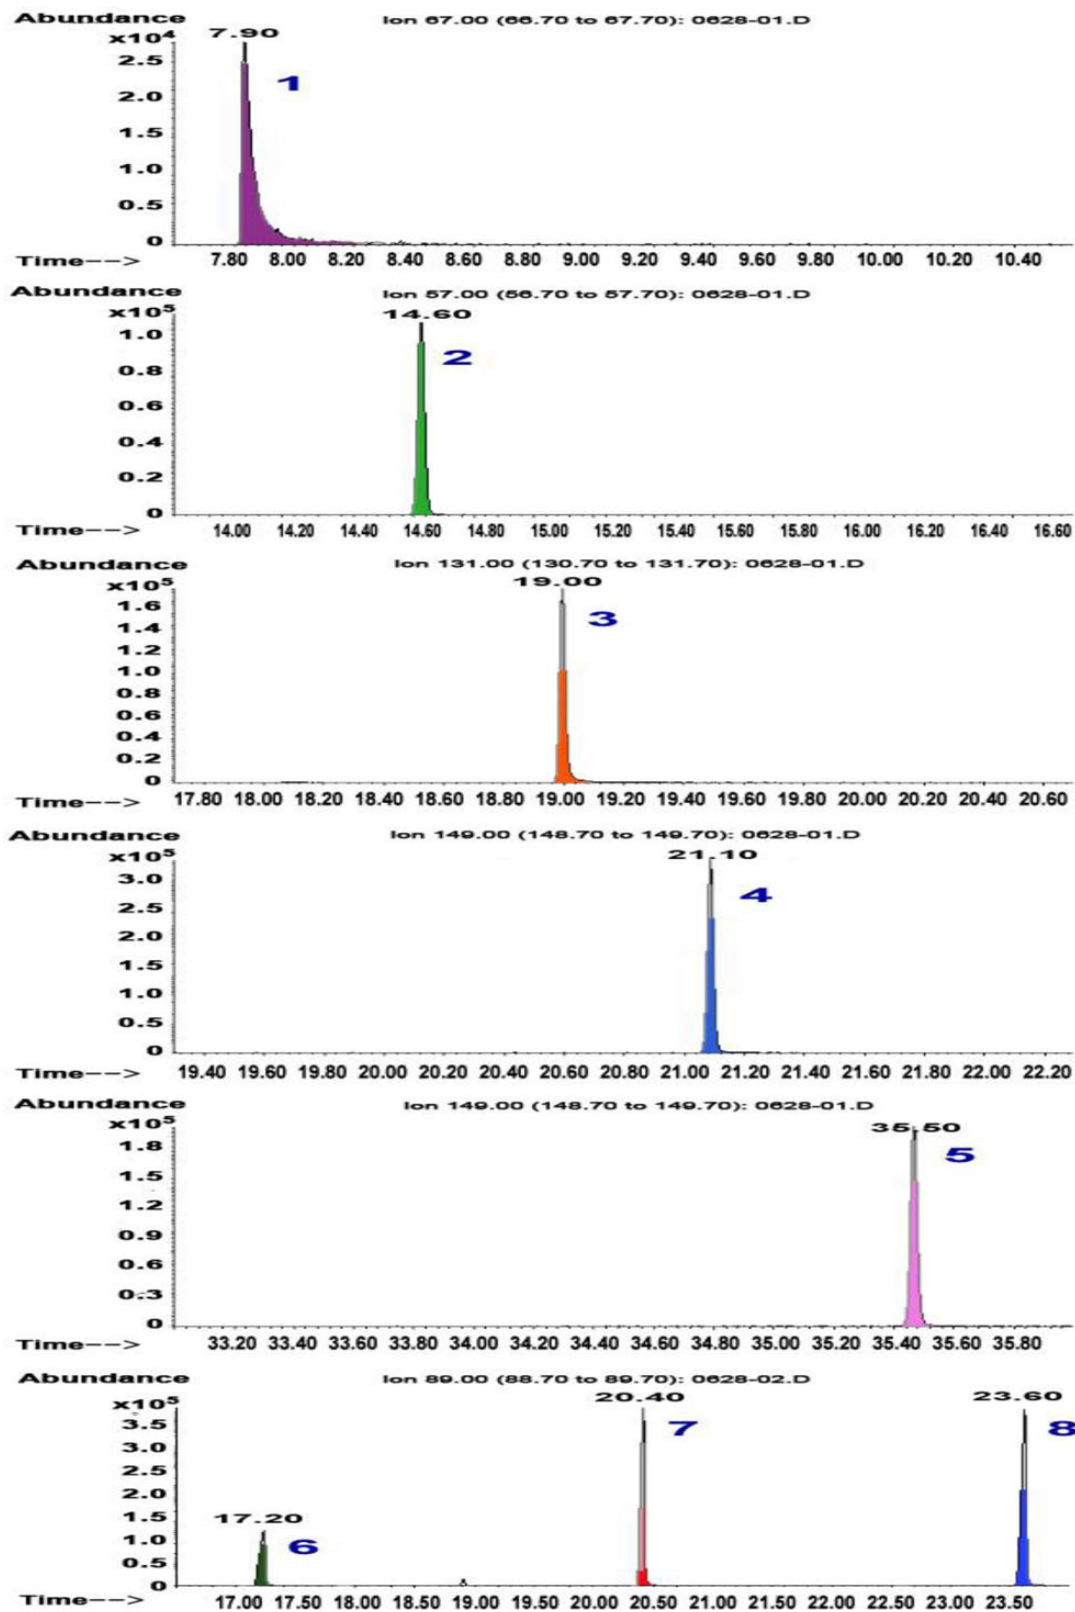 Abundance Ion 67.00 (66.70 to 67.70): 0628-01.D
x10⁴ 7.90
2.5
1
2.0
1.5
1.0
0.5
0
Time--> 7.80 8.00 8.20 8.40 8.60 8.80 9.00 9.20 9.40 9.60 9.80 10.00 10.20 10.40
Abundance Ion 57.00 (56.70 to 57.70): 0628-01.D
x10⁵ 14.60
1.0
2
0.8
0.6
0.4
0.2
0
Time--> 14.00 14.20 14.40 14.60 14.80 15.00 15.20 15.40 15.60 15.80 16.00 16.20 16.40 16.60
Abundance Ion 131.00 (130.70 to 131.70): 0628-01.D
x10⁵ 19.00
1.6
3
1.4
1.2
1.0
0.8
0.6
0.4
0.2
0
Time--> 17.80 18.00 18.20 18.40 18.60 18.80 19.00 19.20 19.40 19.60 19.80 20.00 20.20 20.40 20.60
Abundance Ion 149.00 (148.70 to 149.70): 0628-01.D
x10⁵ 21.10
3.0
4
2.5
2.0
1.5
1.0
0.5
0
Time--> 19.40 19.60 19.80 20.00 20.20 20.40 20.60 20.80 21.00 21.20 21.40 21.60 21.80 22.00 22.20
Abundance Ion 149.00 (148.70 to 149.70): 0628-01.D
x10⁵ 35.50
1.8
5
1.5
1.2
0.9
0.6
0.3
0
Time--> 33.20 33.40 33.60 33.80 34.00 34.20 34.40 34.60 34.80 35.00 35.20 35.40 35.60 35.80
Abundance Ion 89.00 (88.70 to 89.70): 0628-02.D
x10⁵ 20.40 23.60
3.5 7 8
3.0
2.5
2.0
1.5 17.20
1.0 6
0.5
0
Time--> 17.00 17.50 18.00 18.50 19.00 19.50 20.00 20.50 21.00 21.50 22.00 22.50 23.00 23.50